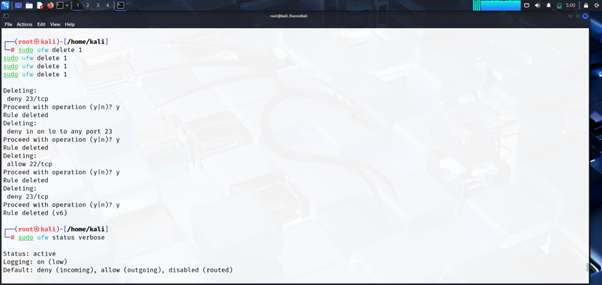 1 2 3 4
5:00
root@kali: /home/kali
File Actions Edit View Help
(root㉿kali)-[/home/kali]
# sudo ufw delete 1
sudo ufw delete 1
sudo ufw delete 1
sudo ufw delete 1
Deleting:
deny 23/tcp
Proceed with operation (y|n)? y
Rule deleted
Deleting:
deny in on lo to any port 23
Proceed with operation (y|n)? y
Rule deleted
Deleting:
allow 22/tcp
Proceed with operation (y|n)? y
Rule deleted
Deleting:
deny 23/tcp
Proceed with operation (y|n)? y
Rule deleted (v6)
(root㉿kali)-[/home/kali]
# sudo ufw status verbose
Status: active
Logging: on (low)
Default: deny (incoming), allow (outgoing), disabled (routed)